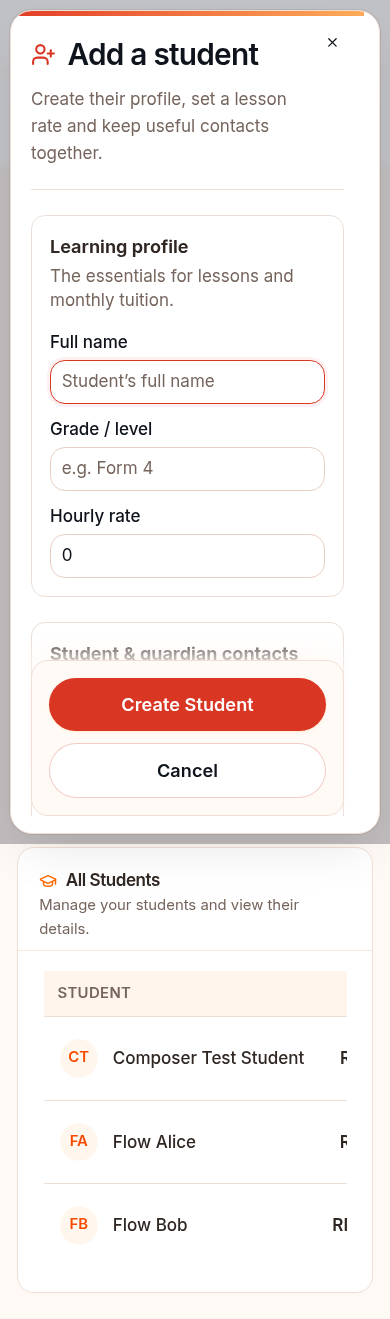 Add a student
×
Create their profile, set a lesson
rate and keep useful contacts
together.
Learning profile
The essentials for lessons and
monthly tuition.
Full name
Student’s full name
Grade / level
e.g. Form 4
Hourly rate
0
Student & guardian contacts
Create Student
Cancel
All Students
Manage your students and view their
details.
STUDENT
CT Composer Test Student
FA Flow Alice
FB Flow Bob